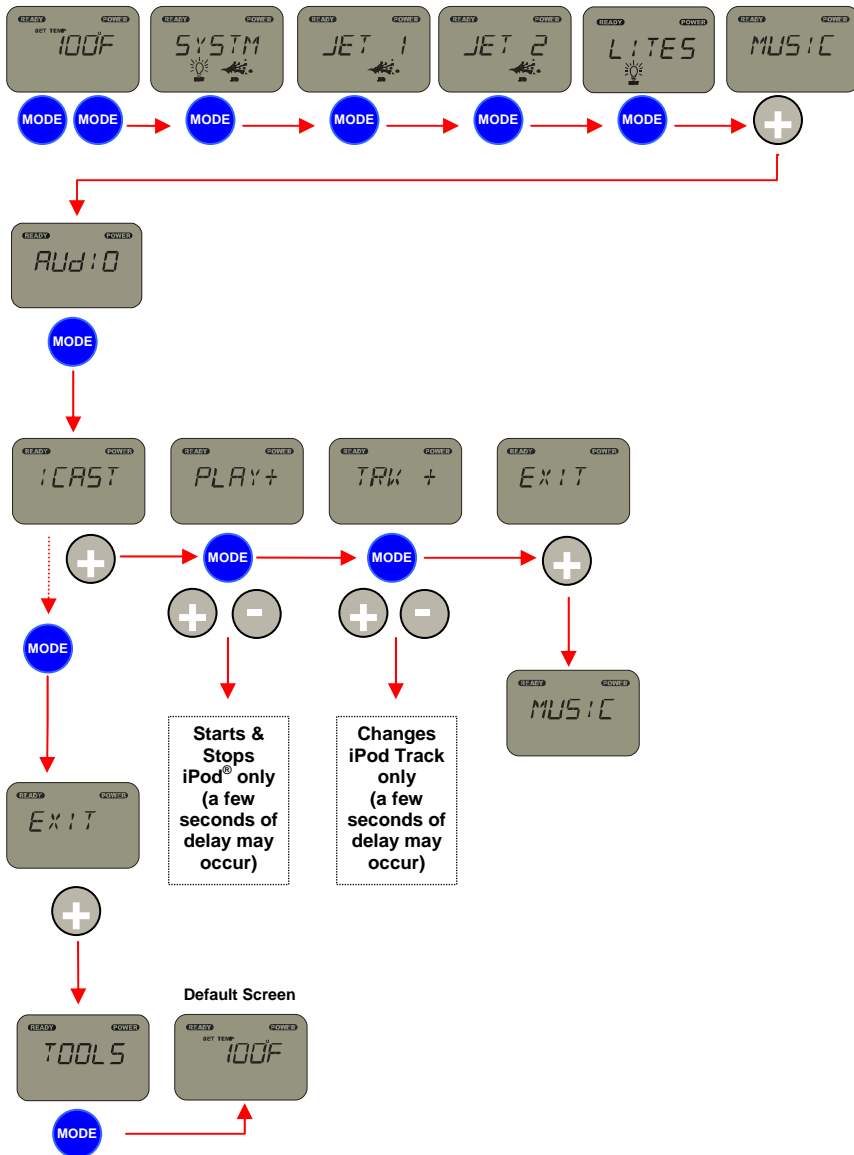 READY POWER READY POWER READY POWER READY POWER READY POWER READY POWER
SET TEMP
100°F SYSTM JET 1 JET 2 LITES MUSIC
MODE MODE MODE MODE MODE MODE +
READY POWER
AUdIO
MODE
READY POWER READY POWER READY POWER READY POWER
ICAST PLAY+ TRK + EXIT
+ MODE MODE +
+ - + -
MODE
READY POWER
MUSIC
Starts &
Stops
iPod® only
(a few
seconds of
delay may
occur)
Changes
iPod Track
only
(a few
seconds of
delay may
occur)
READY POWER
EXIT
+
Default Screen
READY POWER READY POWER
SET TEMP
TOOLS 100°F
MODE